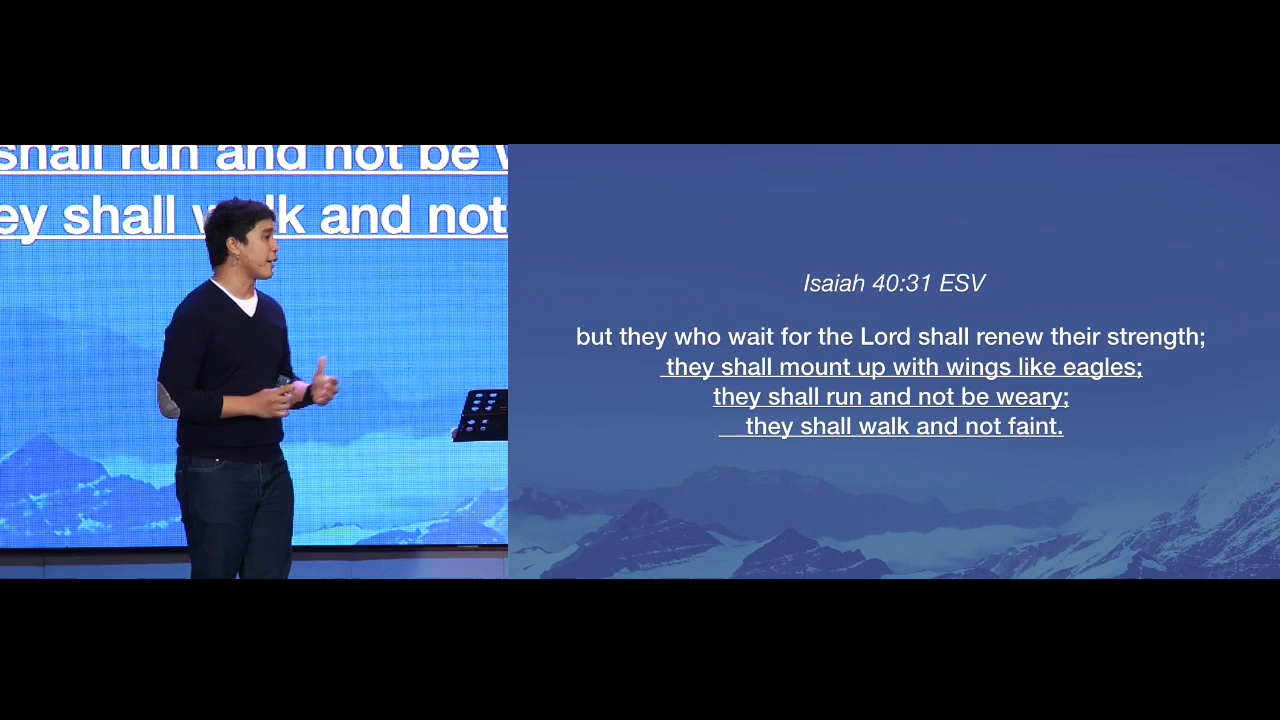 shall run and not be
ey shall walk and not
Isaiah 40:31 ESV
but they who wait for the Lord shall renew their strength;
they shall mount up with wings like eagles;
they shall run and not be weary;
they shall walk and not faint.